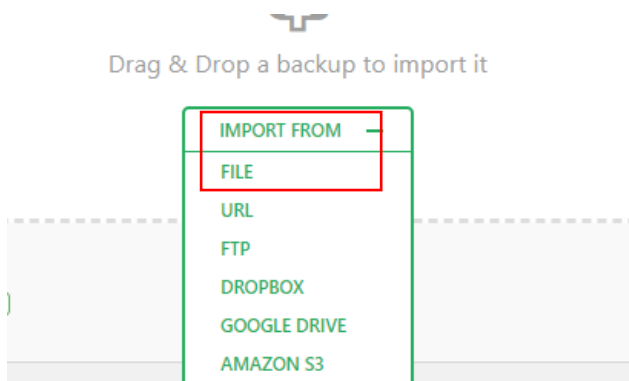 Drag & Drop a backup to import it
IMPORT FROM
FILE
URL
FTP
DROPBOX
GOOGLE DRIVE
AMAZON S3